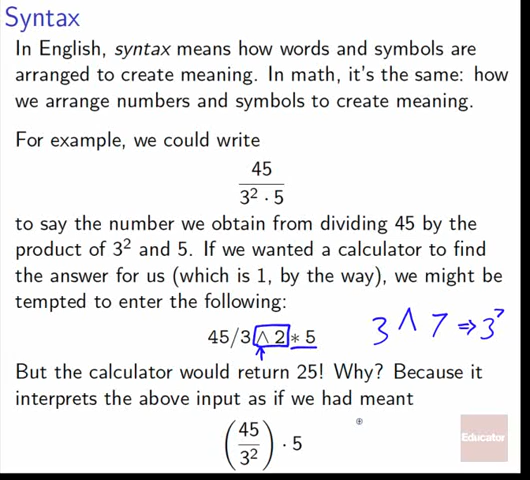 Syntax
In English, syntax means how words and symbols are
arranged to create meaning. In math, it's the same: how
we arrange numbers and symbols to create meaning.
For example, we could write
45
3² · 5
to say the number we obtain from dividing 45 by the
product of 3² and 5. If we wanted a calculator to find
the answer for us (which is 1, by the way), we might be
tempted to enter the following:
45/3 ∧ 2 * 5
3 ∧ 7 ⇒ 3⁷
But the calculator would return 25! Why? Because it
interprets the above input as if we had meant
(45/3²) · 5
Educator